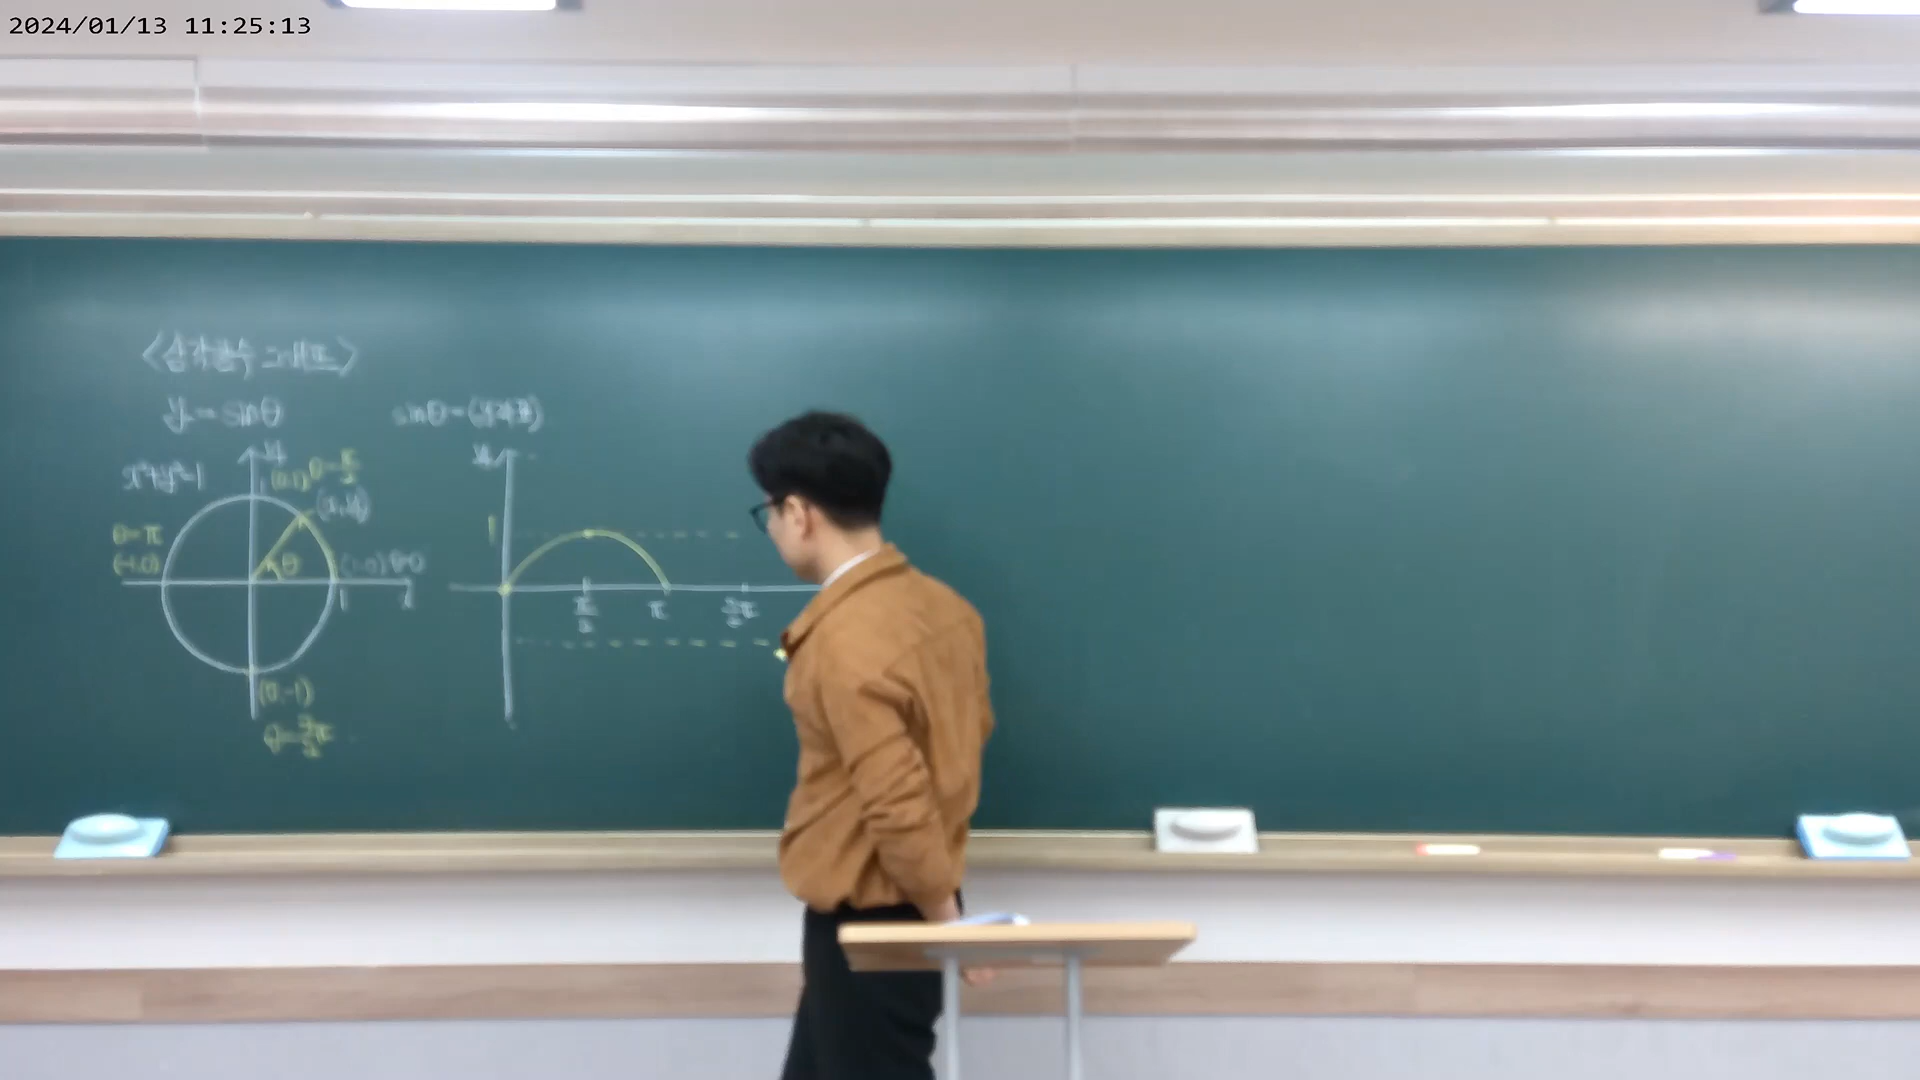 2024/01/13 11:25:13
<삼각함수 그래프>
y = sinθ
sinθ = (y좌표)
x²+y²=1
y
(0,1) θ=π/2
1
(x,y)
θ=π
(-1,0)
θ
(1,0) θ=0
1
x
(0,-1)
θ=3/2π
y
1
π/2
π
3/2π